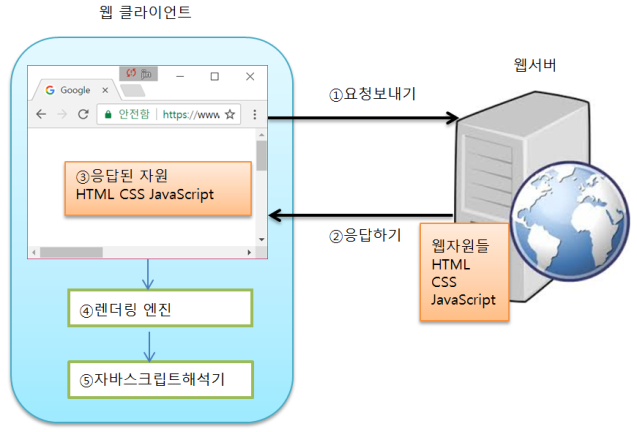 웹 클라이언트
웹서버
Google
안전함 https://www.
①요청보내기
③응답된 자원
HTML CSS JavaScript
②응답하기
웹자원들
HTML
CSS
JavaScript
④렌더링 엔진
⑤자바스크립트해석기